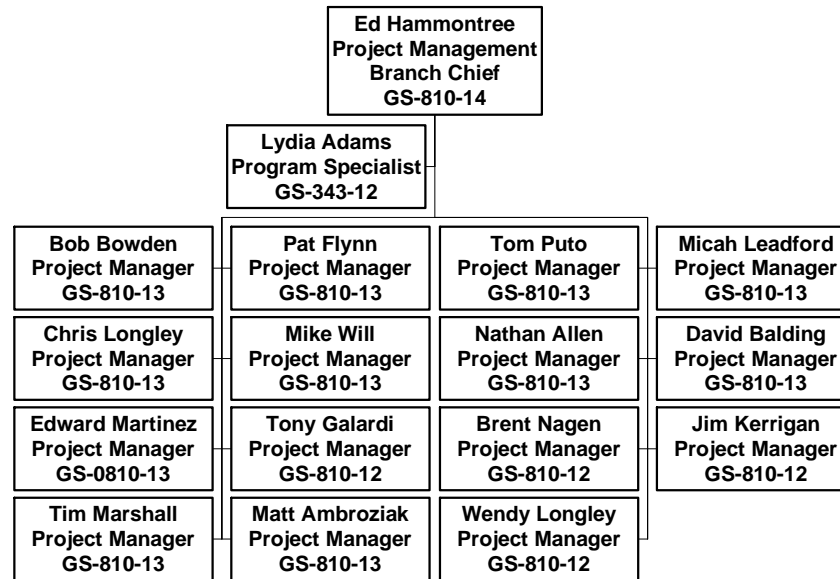 Ed Hammontree
Project Management
Branch Chief
GS-810-14
Lydia Adams
Program Specialist
GS-343-12
Bob Bowden
Project Manager
GS-810-13
Pat Flynn
Project Manager
GS-810-13
Tom Puto
Project Manager
GS-810-13
Micah Leadford
Project Manager
GS-810-13
Chris Longley
Project Manager
GS-810-13
Mike Will
Project Manager
GS-810-13
Nathan Allen
Project Manager
GS-810-13
David Balding
Project Manager
GS-810-13
Edward Martinez
Project Manager
GS-0810-13
Tony Galardi
Project Manager
GS-810-12
Brent Nagen
Project Manager
GS-810-12
Jim Kerrigan
Project Manager
GS-810-12
Tim Marshall
Project Manager
GS-810-13
Matt Ambroziak
Project Manager
GS-810-13
Wendy Longley
Project Manager
GS-810-12